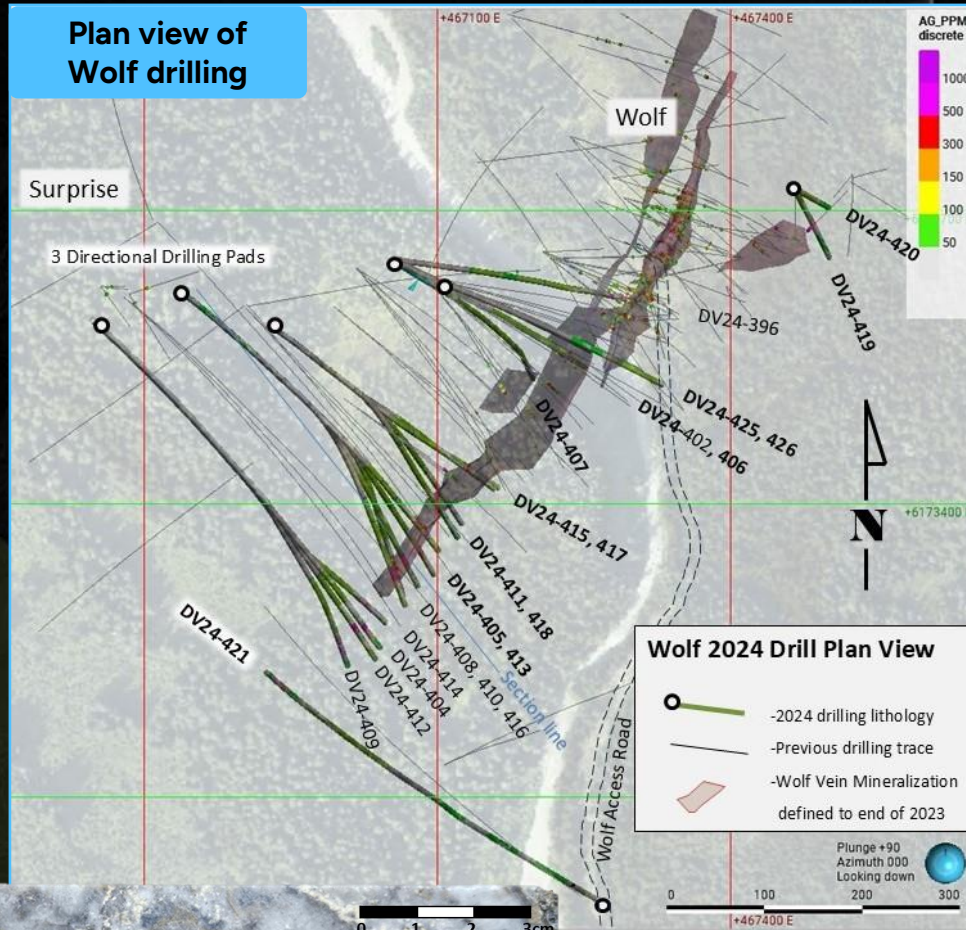 Plan view of
Wolf drilling
+467100 E
+467400 E
AG_PPM
discrete
1000
500
300
150
100
50
Wolf
Surprise
3 Directional Drilling Pads
DV24-420
DV24-419
DV24-396
DV24-425, 426
DV24-402, 406
DV24-407
DV24-415, 417
+6173400
N
DV24-411, 418
DV24-405, 413
DV24-408, 410, 416
DV24-414
DV24-404
DV24-412
DV24-409
DV24-421
Section line
Wolf Access Road
Wolf 2024 Drill Plan View
-2024 drilling lithology
-Previous drilling trace
-Wolf Vein Mineralization
defined to end of 2023
Plunge +90
Azimuth 000
Looking down
0 100 200 300
+467400 E
0 1 2 3cm